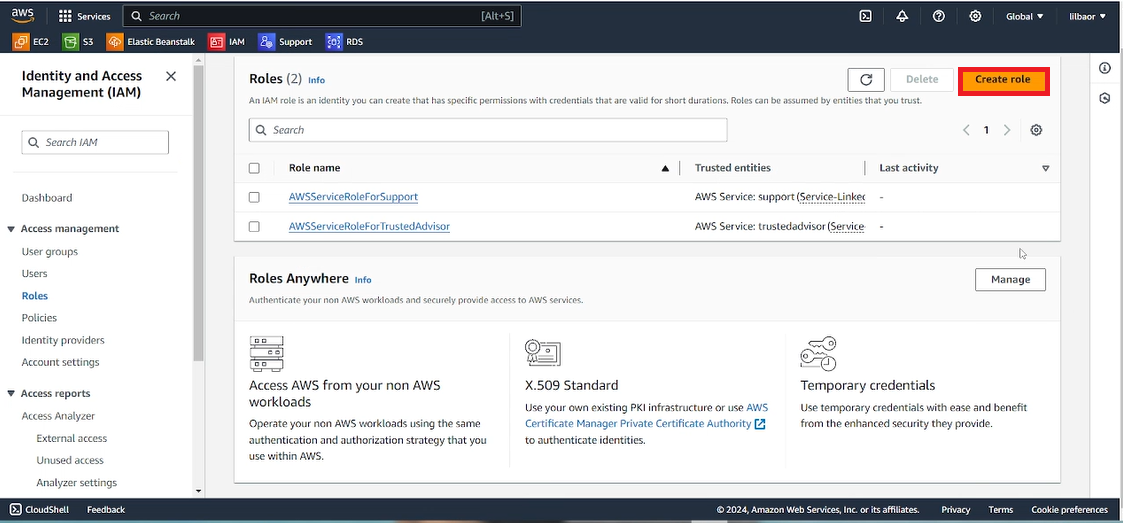 aws
Services
Search
[Alt+S]
Global
lilbaor
EC2
S3
Elastic Beanstalk
IAM
Support
RDS
Identity and Access
Management (IAM)
Search IAM
Dashboard
Access management
User groups
Users
Roles
Policies
Identity providers
Account settings
Access reports
Access Analyzer
External access
Unused access
Analyzer settings
Roles (2) Info
Delete
Create role
An IAM role is an identity you can create that has specific permissions with credentials that are valid for short durations. Roles can be assumed by entities that you trust.
Search
1
Role name
Trusted entities
Last activity
AWSServiceRoleForSupport
AWS Service: support (Service-Linked
-
AWSServiceRoleForTrustedAdvisor
AWS Service: trustedadvisor (Service-
-
Roles Anywhere Info
Manage
Authenticate your non AWS workloads and securely provide access to AWS services.
Access AWS from your non AWS
workloads
Operate your non AWS workloads using the same
authentication and authorization strategy that you
use within AWS.
X.509 Standard
Use your own existing PKI infrastructure or use AWS
Certificate Manager Private Certificate Authority
to authenticate identities.
Temporary credentials
Use temporary credentials with ease and benefit
from the enhanced security they provide.
CloudShell
Feedback
© 2024, Amazon Web Services, Inc. or its affiliates.
Privacy
Terms
Cookie preferences